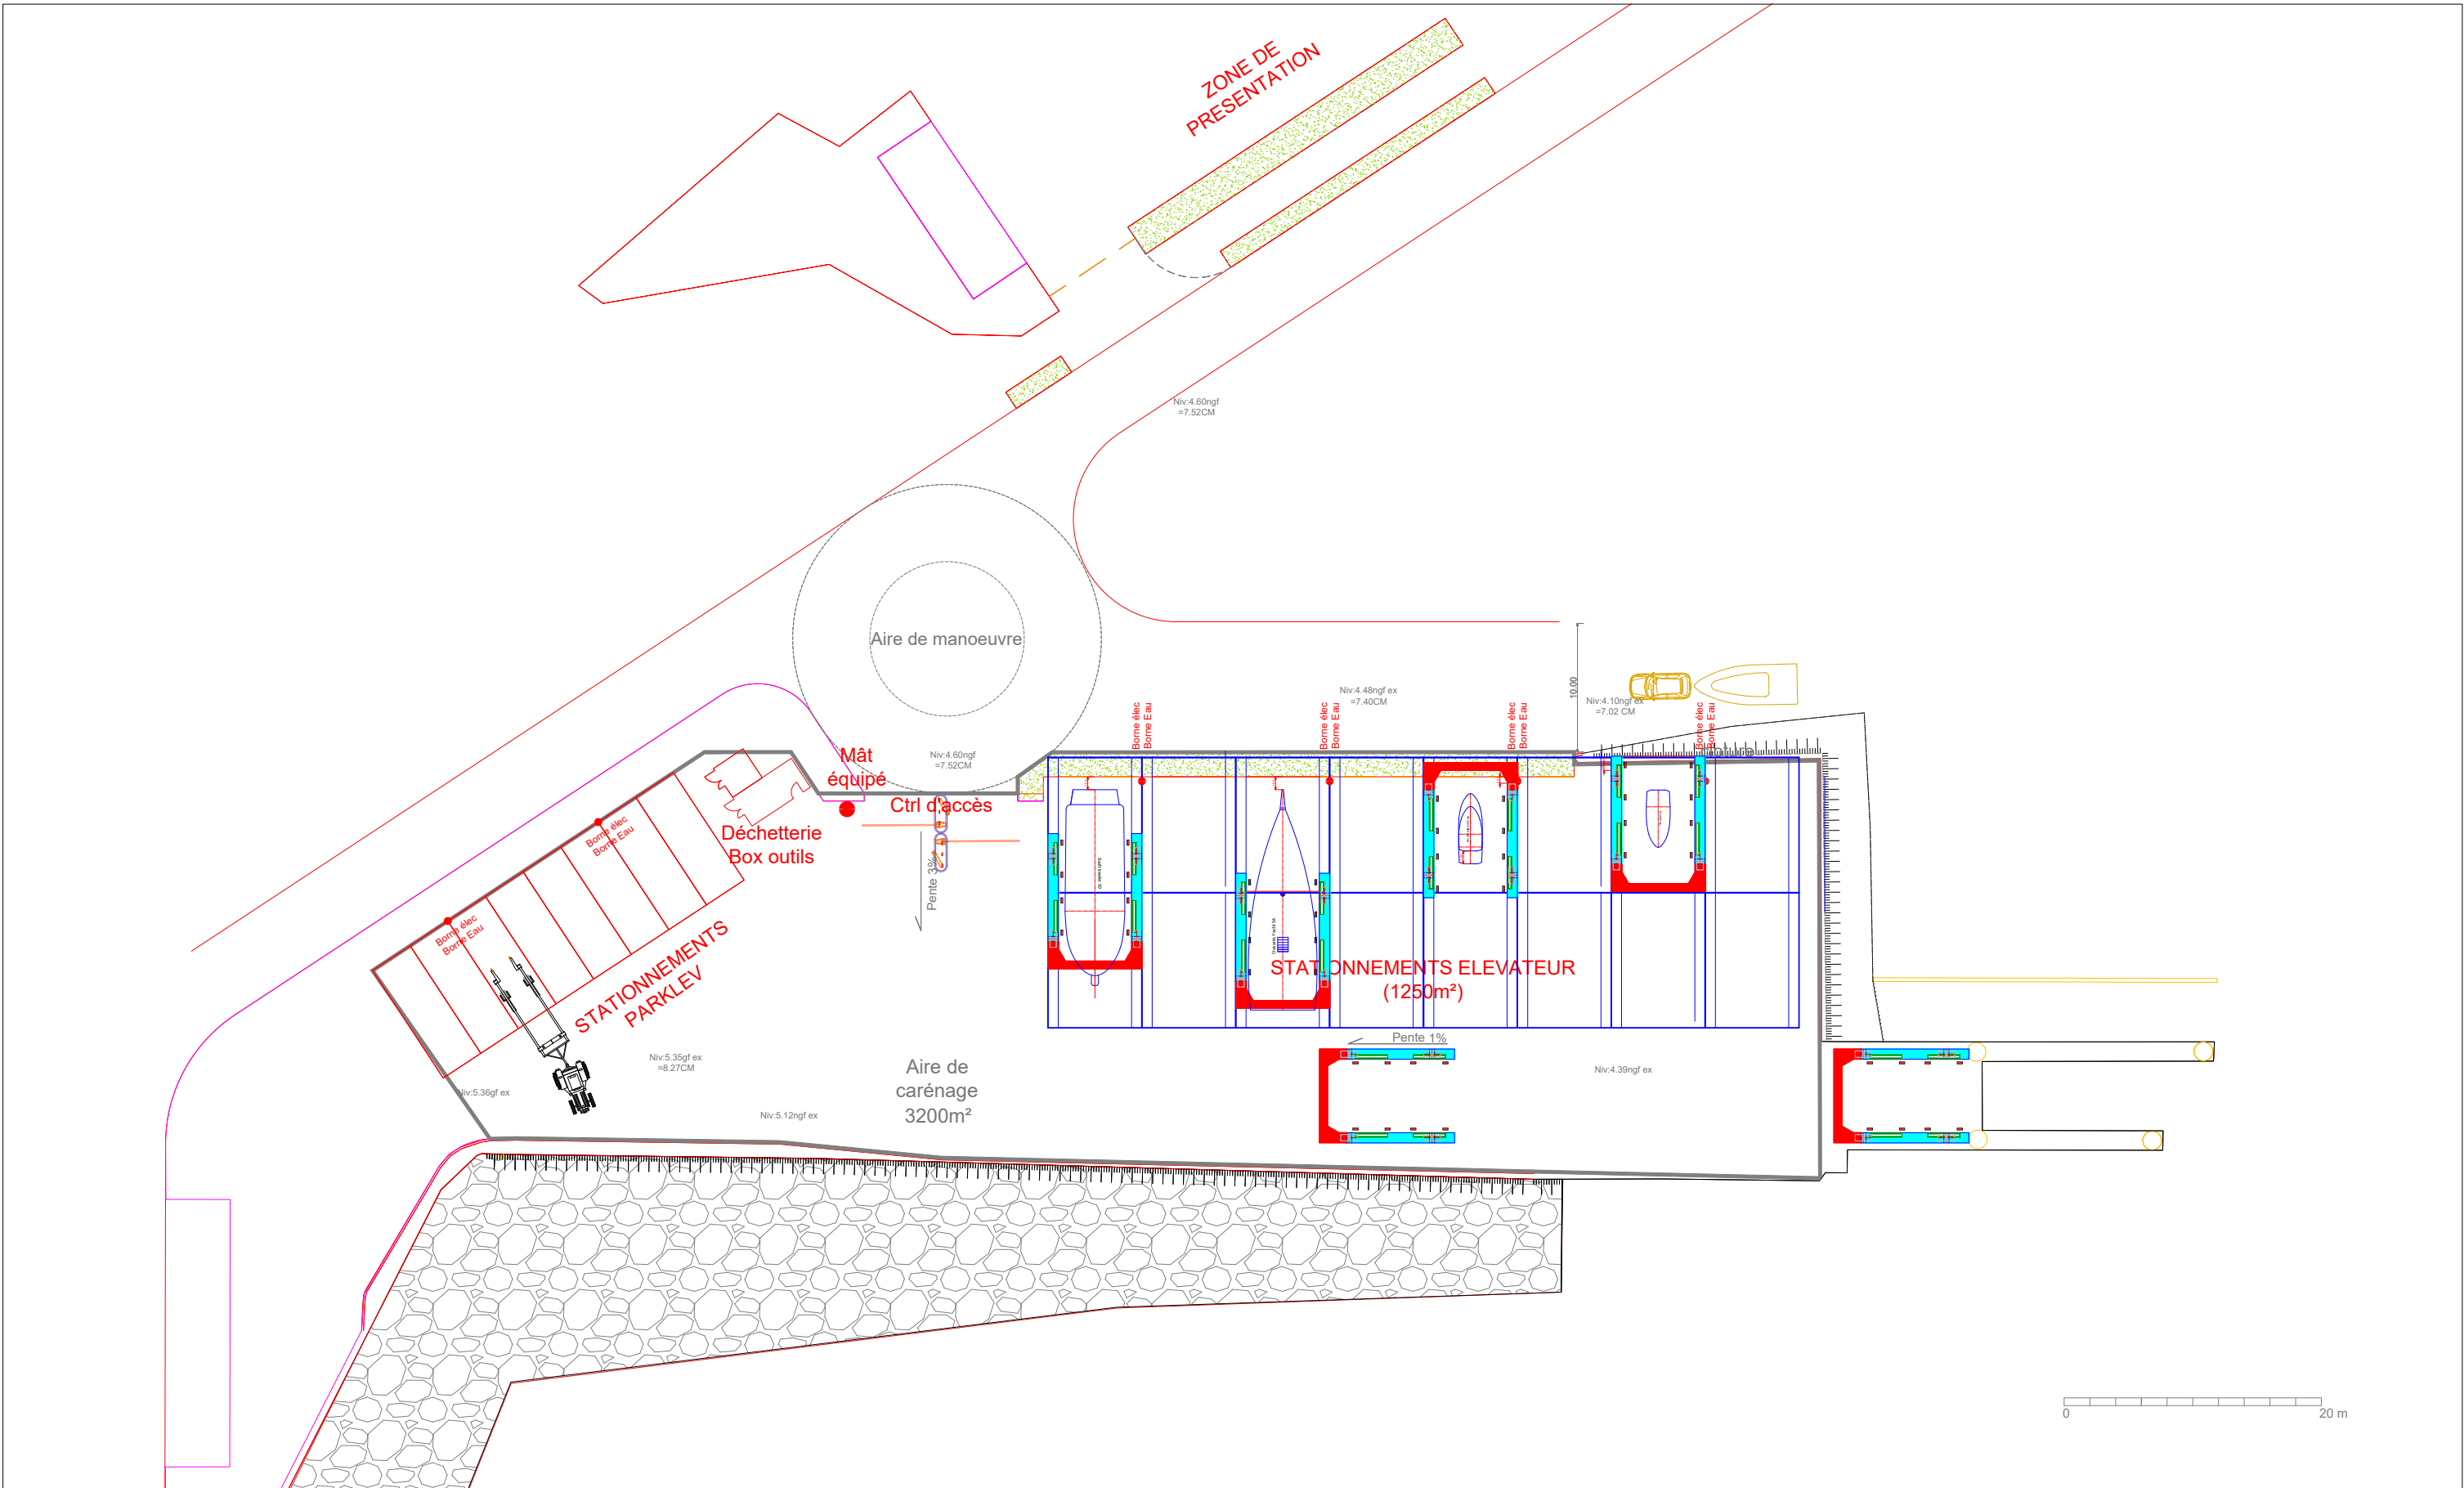 ZONE DE
PRESENTATION
Niv:4.60ngf
=7.52CM
Aire de manoeuvre
10.00
Niv:4.48ngf ex
=7.40CM
Niv:4.10ngf ex
=7.02 CM
Borne élec
Borne Eau
Borne élec
Borne Eau
Borne élec
Borne Eau
Borne élec
Borne Eau
Niv:4.60ngf
=7.52CM
Mât
équipé
Ctrl d'accès
Déchetterie
Box outils
Pente 3%
Borne élec
Borne Eau
Borne élec
Borne Eau
STATIONNEMENTS
PARKLEV
STATIONNEMENTS ELEVATEUR
(1250m²)
Pente 1%
Niv:5.35gf ex
=8.27CM
Niv:5.36gf ex
Niv:5.12ngf ex
Aire de
carénage
3200m²
Niv:4.39ngf ex
0
20 m